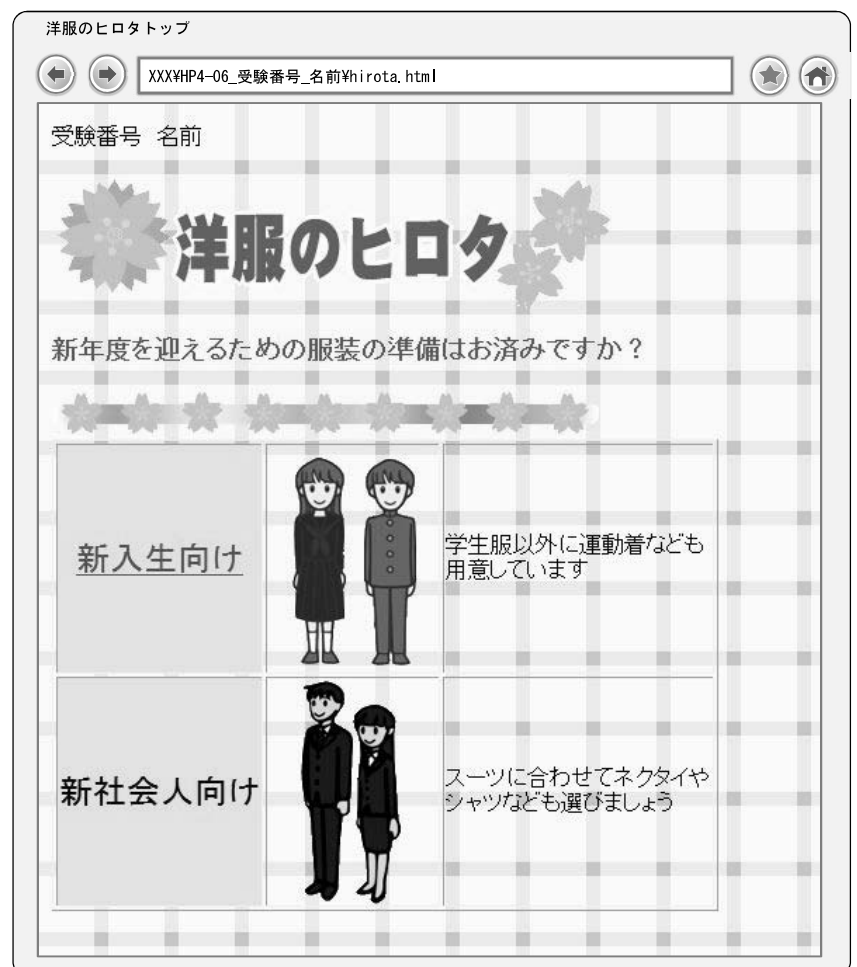 洋服のヒロタトップ
XXX¥HP4-06_受験番号_名前¥hirota.html
受験番号 名前
洋服のヒロタ
新年度を迎えるための服装の準備はお済みですか？
新入生向け
学生服以外に運動着なども
用意しています
新社会人向け
スーツに合わせてネクタイや
シャツなども選びましょう